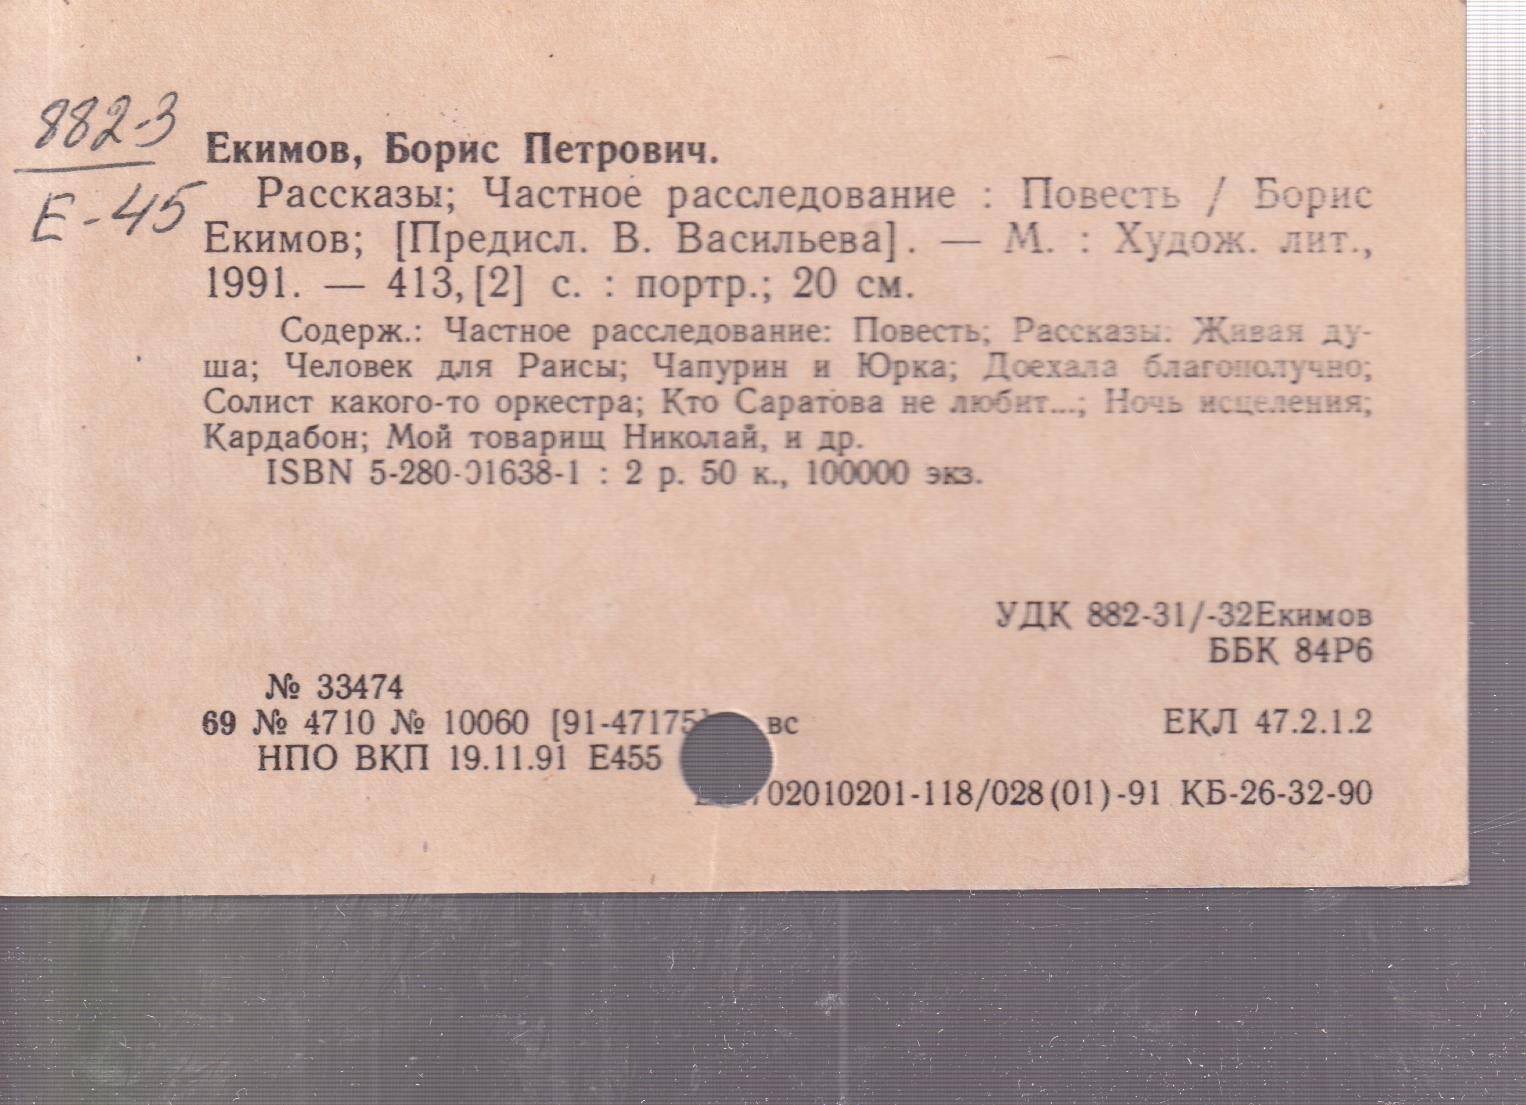 882-3
Е-45
Екимов, Борис Петрович.
Рассказы; Частное расследование : Повесть / Борис
Екимов; [Предисл. В. Васильева]. — М. : Худож. лит.,
1991. — 413,[2] с. : портр.; 20 см.
Содерж.: Частное расследование: Повесть; Рассказы: Живая ду-
ша; Человек для Раисы; Чапурин и Юрка; Доехала благополучно;
Солист какого-то оркестра; Кто Саратова не любит...; Ночь исцеления;
Кардабон; Мой товарищ Николай, и др.
ISBN 5-280-01638-1 : 2 р. 50 к., 100000 экз.
УДК 882-31/-32Екимов
ББК 84Р6
№ 33474
69 № 4710 № 10060 [91-47175] вс
ЕКЛ 47.2.1.2
НПО ВКП 19.11.91 Е455
02010201-118/028(01)-91 КБ-26-32-90